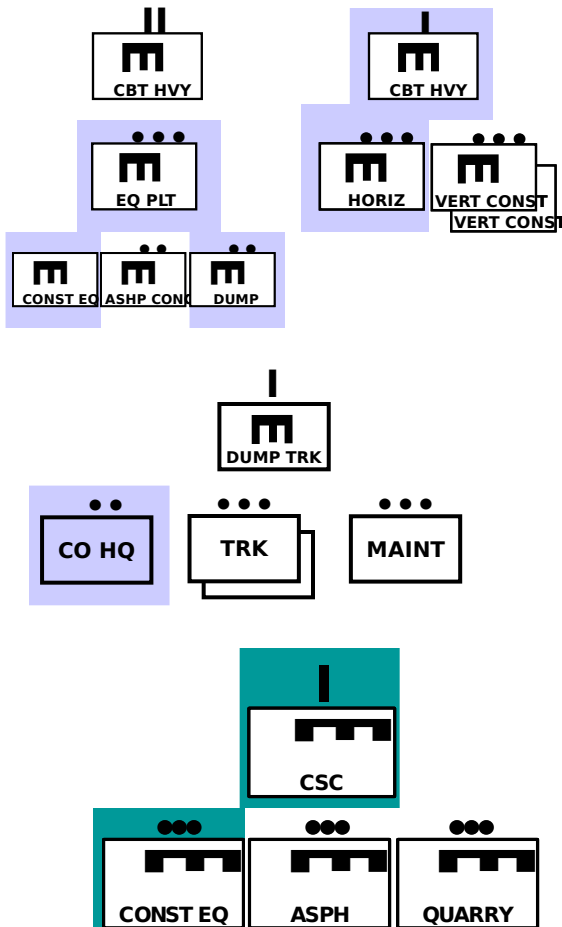 CBT HVY
CBT HVY
EQ PLT
HORIZ
VERT CONST
VERT CONST
CONST EQ
ASHP CONC
DUMP
DUMP TRK
CO HQ
TRK
MAINT
CSC
CONST EQ
ASPH
QUARRY